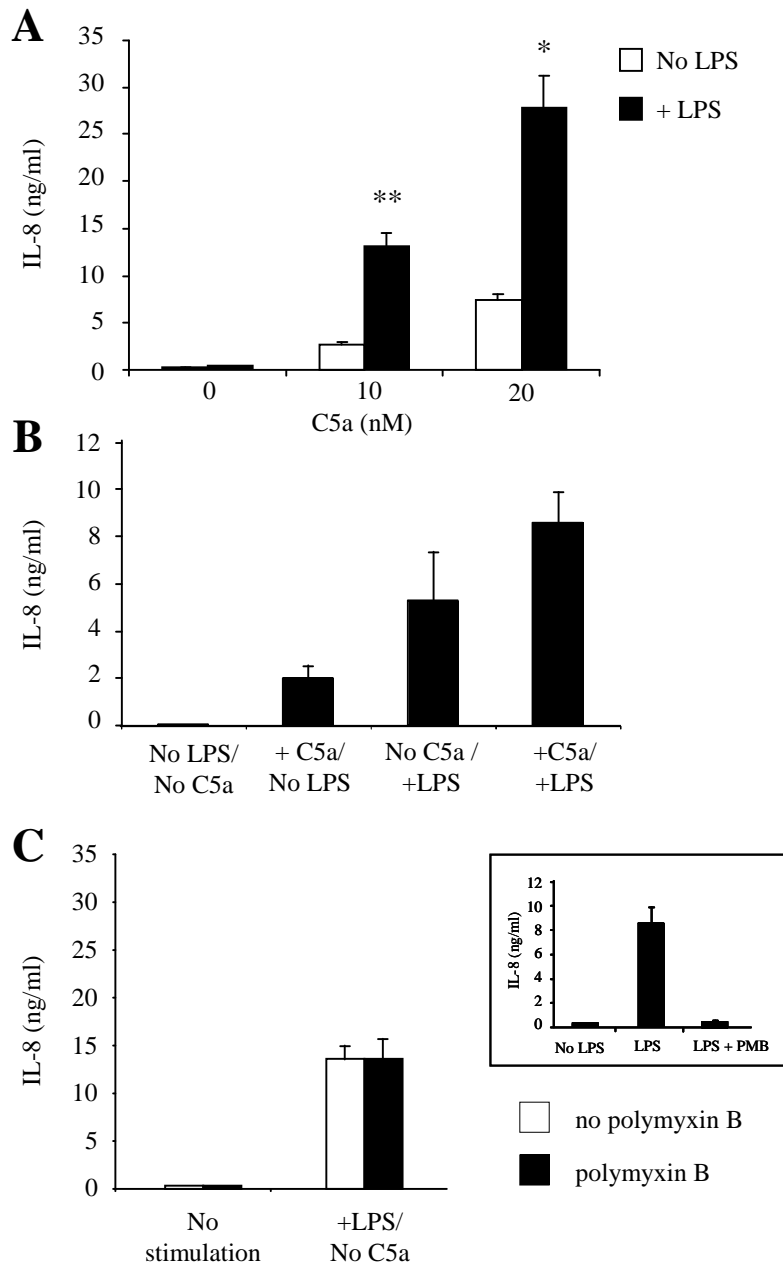 A
35
30
25
20
15
10
5
0
IL-8 (ng/ml)
**
*
No LPS
+ LPS
0 10 20
C5a (nM)
B
12
10
8
6
4
2
0
IL-8 (ng/ml)
No LPS/ + C5a/ No C5a / +C5a/
No C5a No LPS +LPS +LPS
C
35
30
25
20
15
10
5
0
IL-8 (ng/ml)
No +LPS/
stimulation No C5a
12
10
8
6
4
2
0
IL-8 (ng/ml)
No LPS LPS LPS + PMB
no polymyxin B
polymyxin B